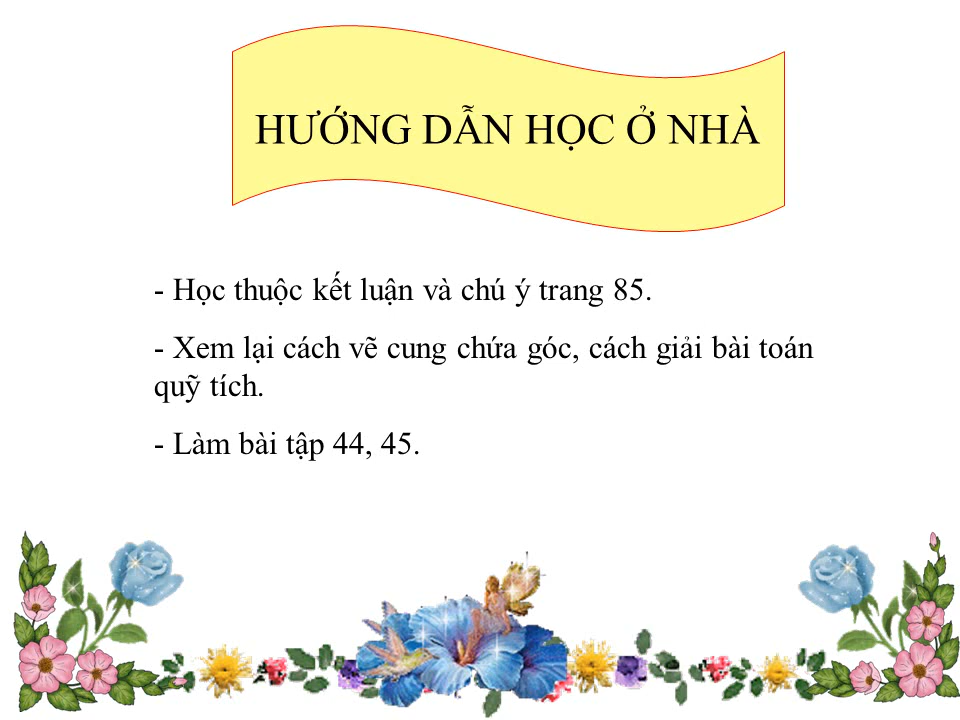 HƯỚNG DẪN HỌC Ở NHÀ
- Học thuộc kết luận và chú ý trang 85.
- Xem lại cách vẽ cung chứa góc, cách giải bài toán
quỹ tích.
- Làm bài tập 44, 45.